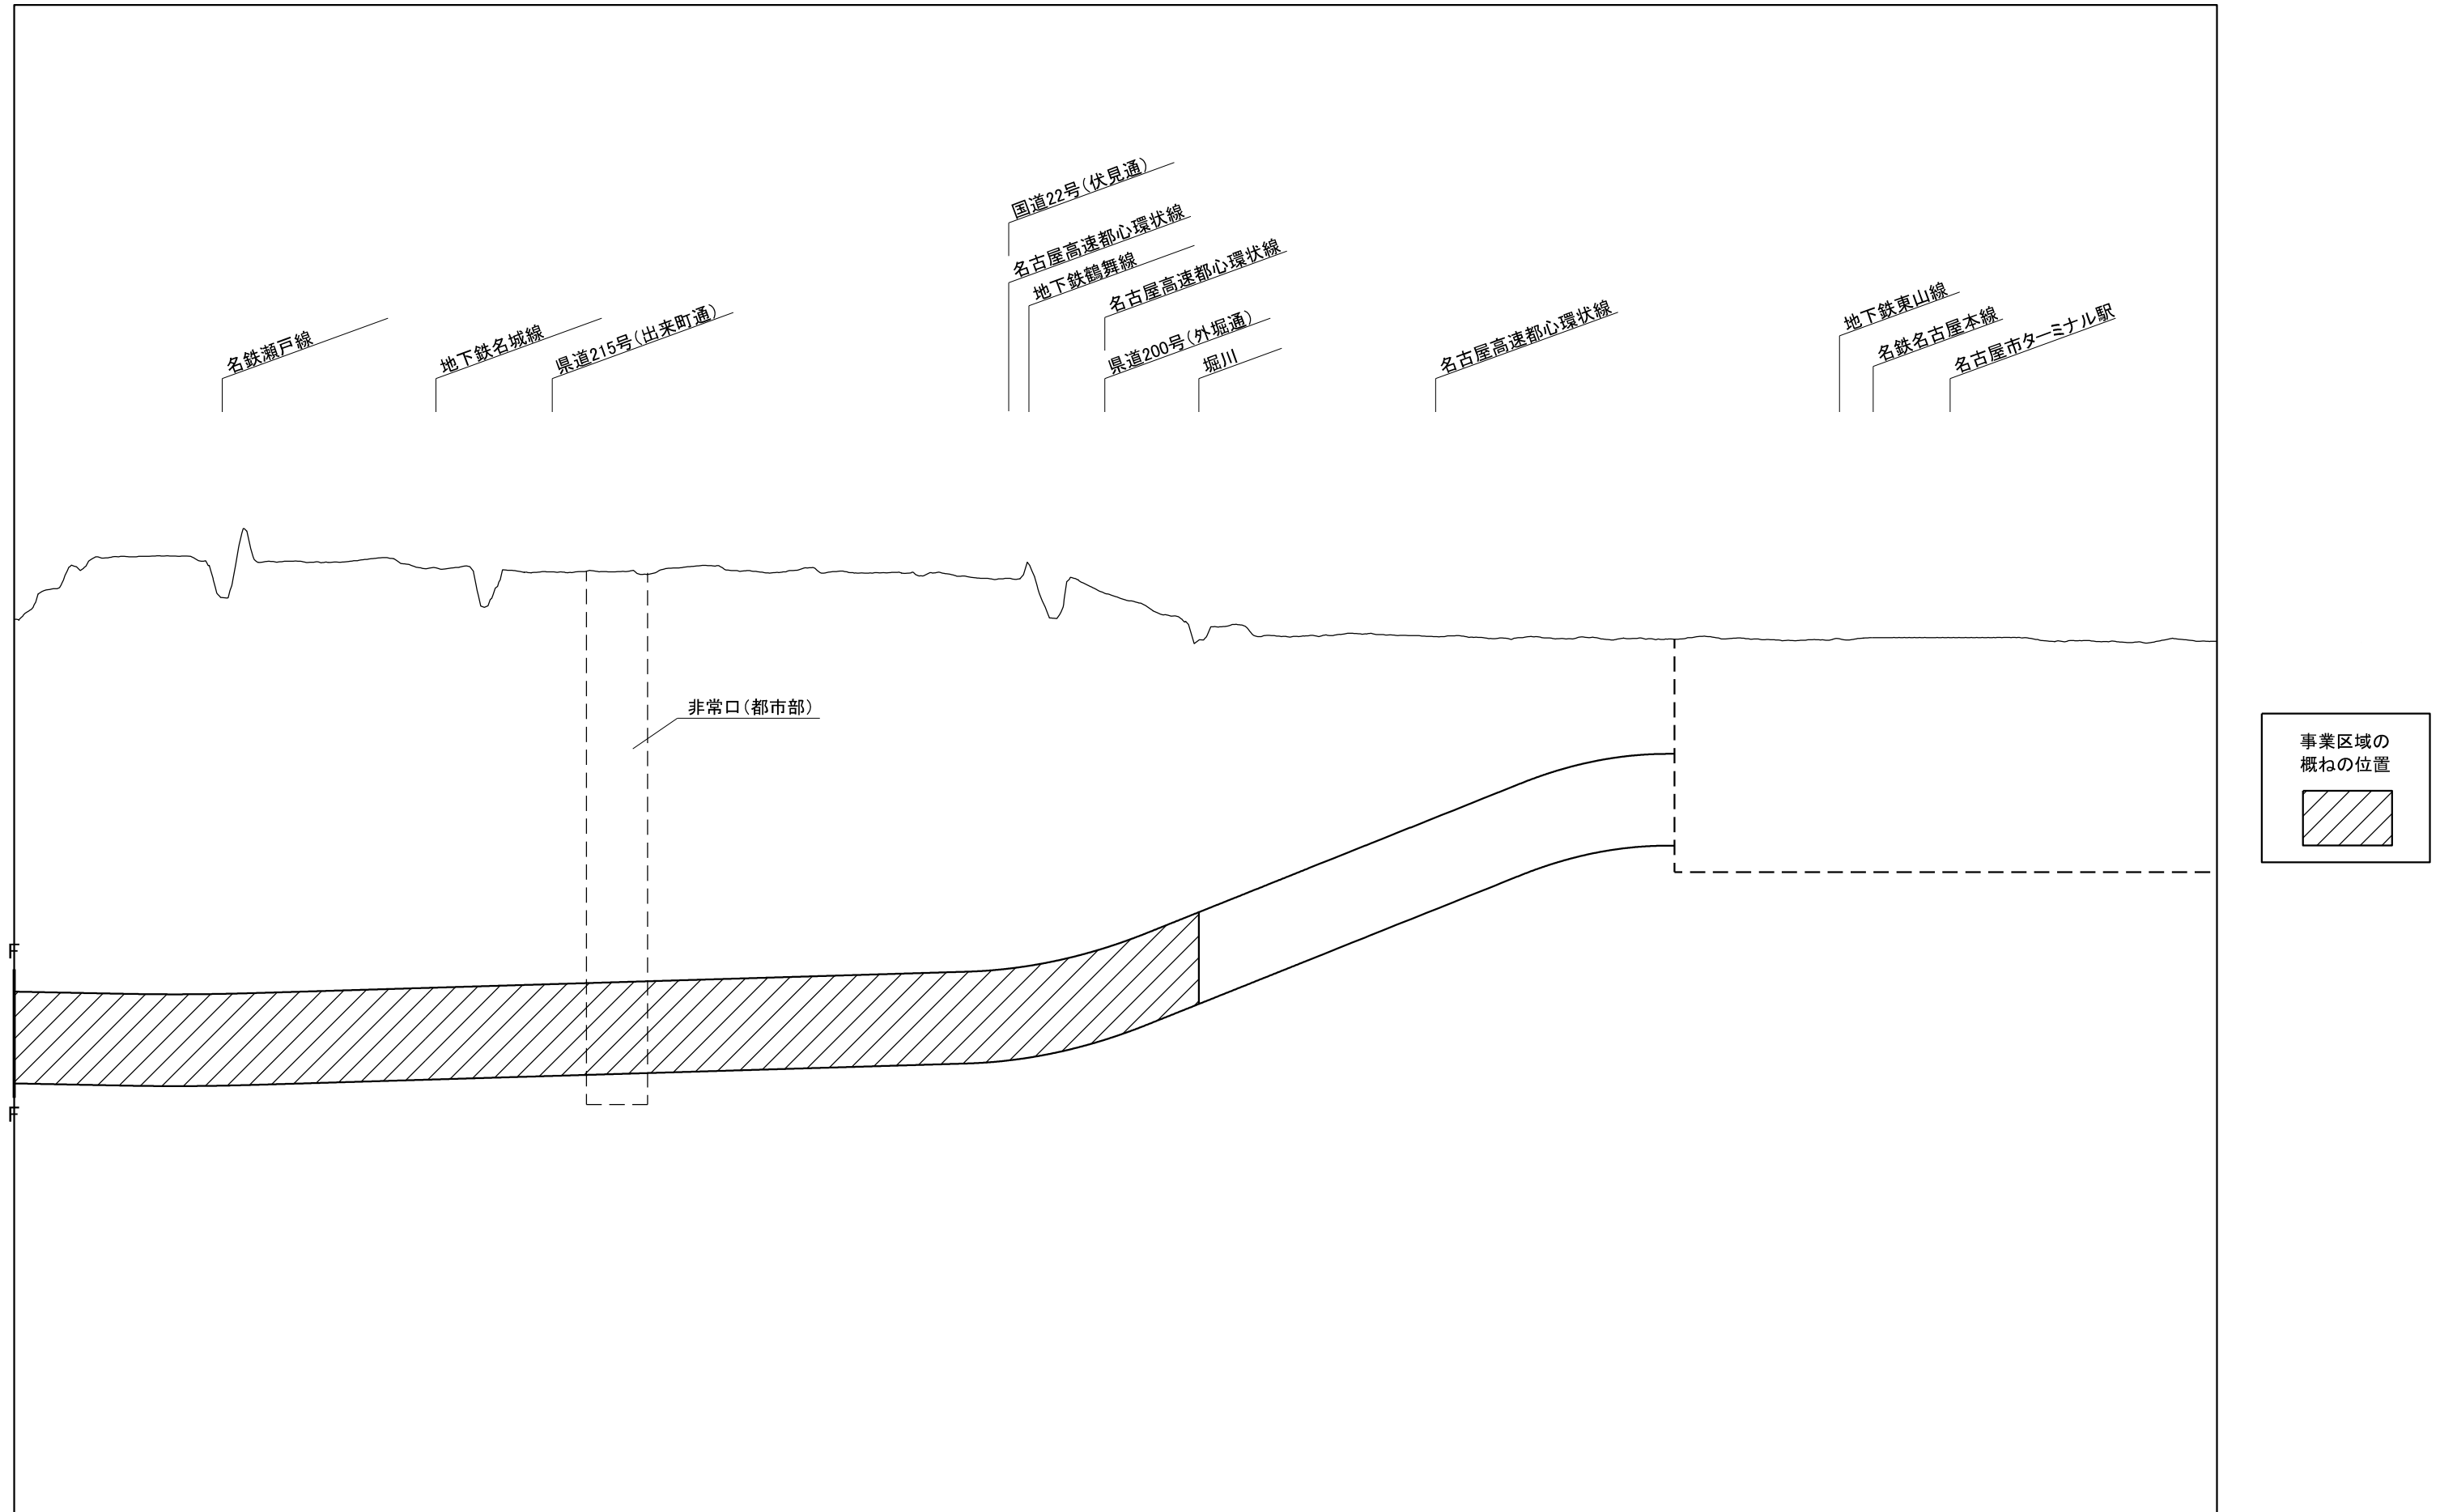 国道22号(伏見通)
名古屋高速都心環状線
地下鉄鶴舞線
名古屋高速都心環状線
名鉄瀬戸線
地下鉄名城線
県道215号(出来町通)
県道200号(外堀通)
堀川
名古屋高速都心環状線
地下鉄東山線
名鉄名古屋本線
名古屋市ターミナル駅
非常口(都市部)
事業区域の
概ねの位置
F
F